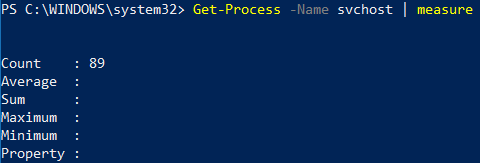 PS C:\WINDOWS\system32> Get-Process -Name svchost | measure
Count    : 89
Average  :
Sum      :
Maximum  :
Minimum  :
Property :